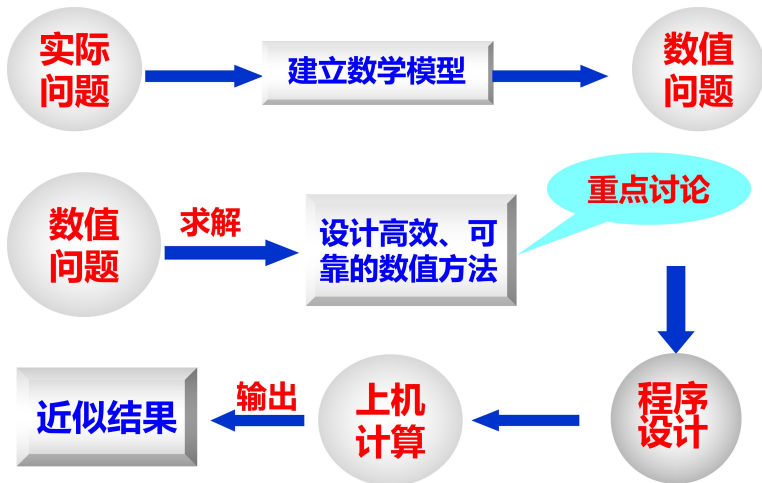 实际
问题
建立数学模型
数值
问题
数值
问题
求解
设计高效、可
靠的数值方法
重点讨论
程序
设计
上机
计算
输出
近似结果